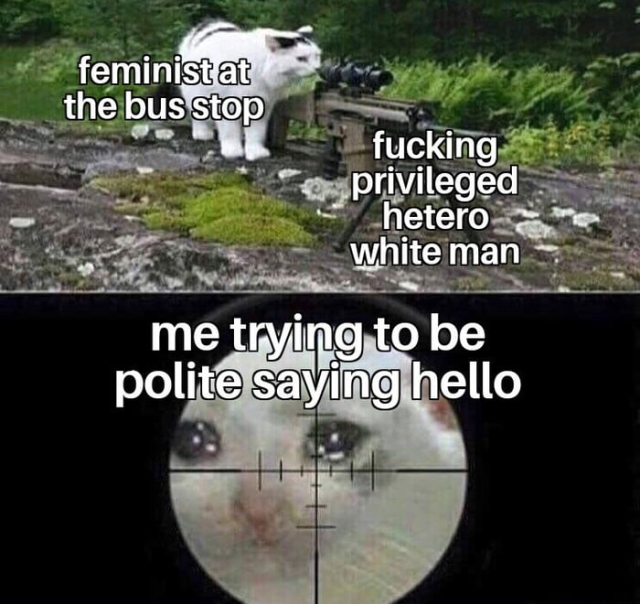 feminist at
the bus stop
fucking
privileged
hetero
white man
me trying to be
polite saying hello